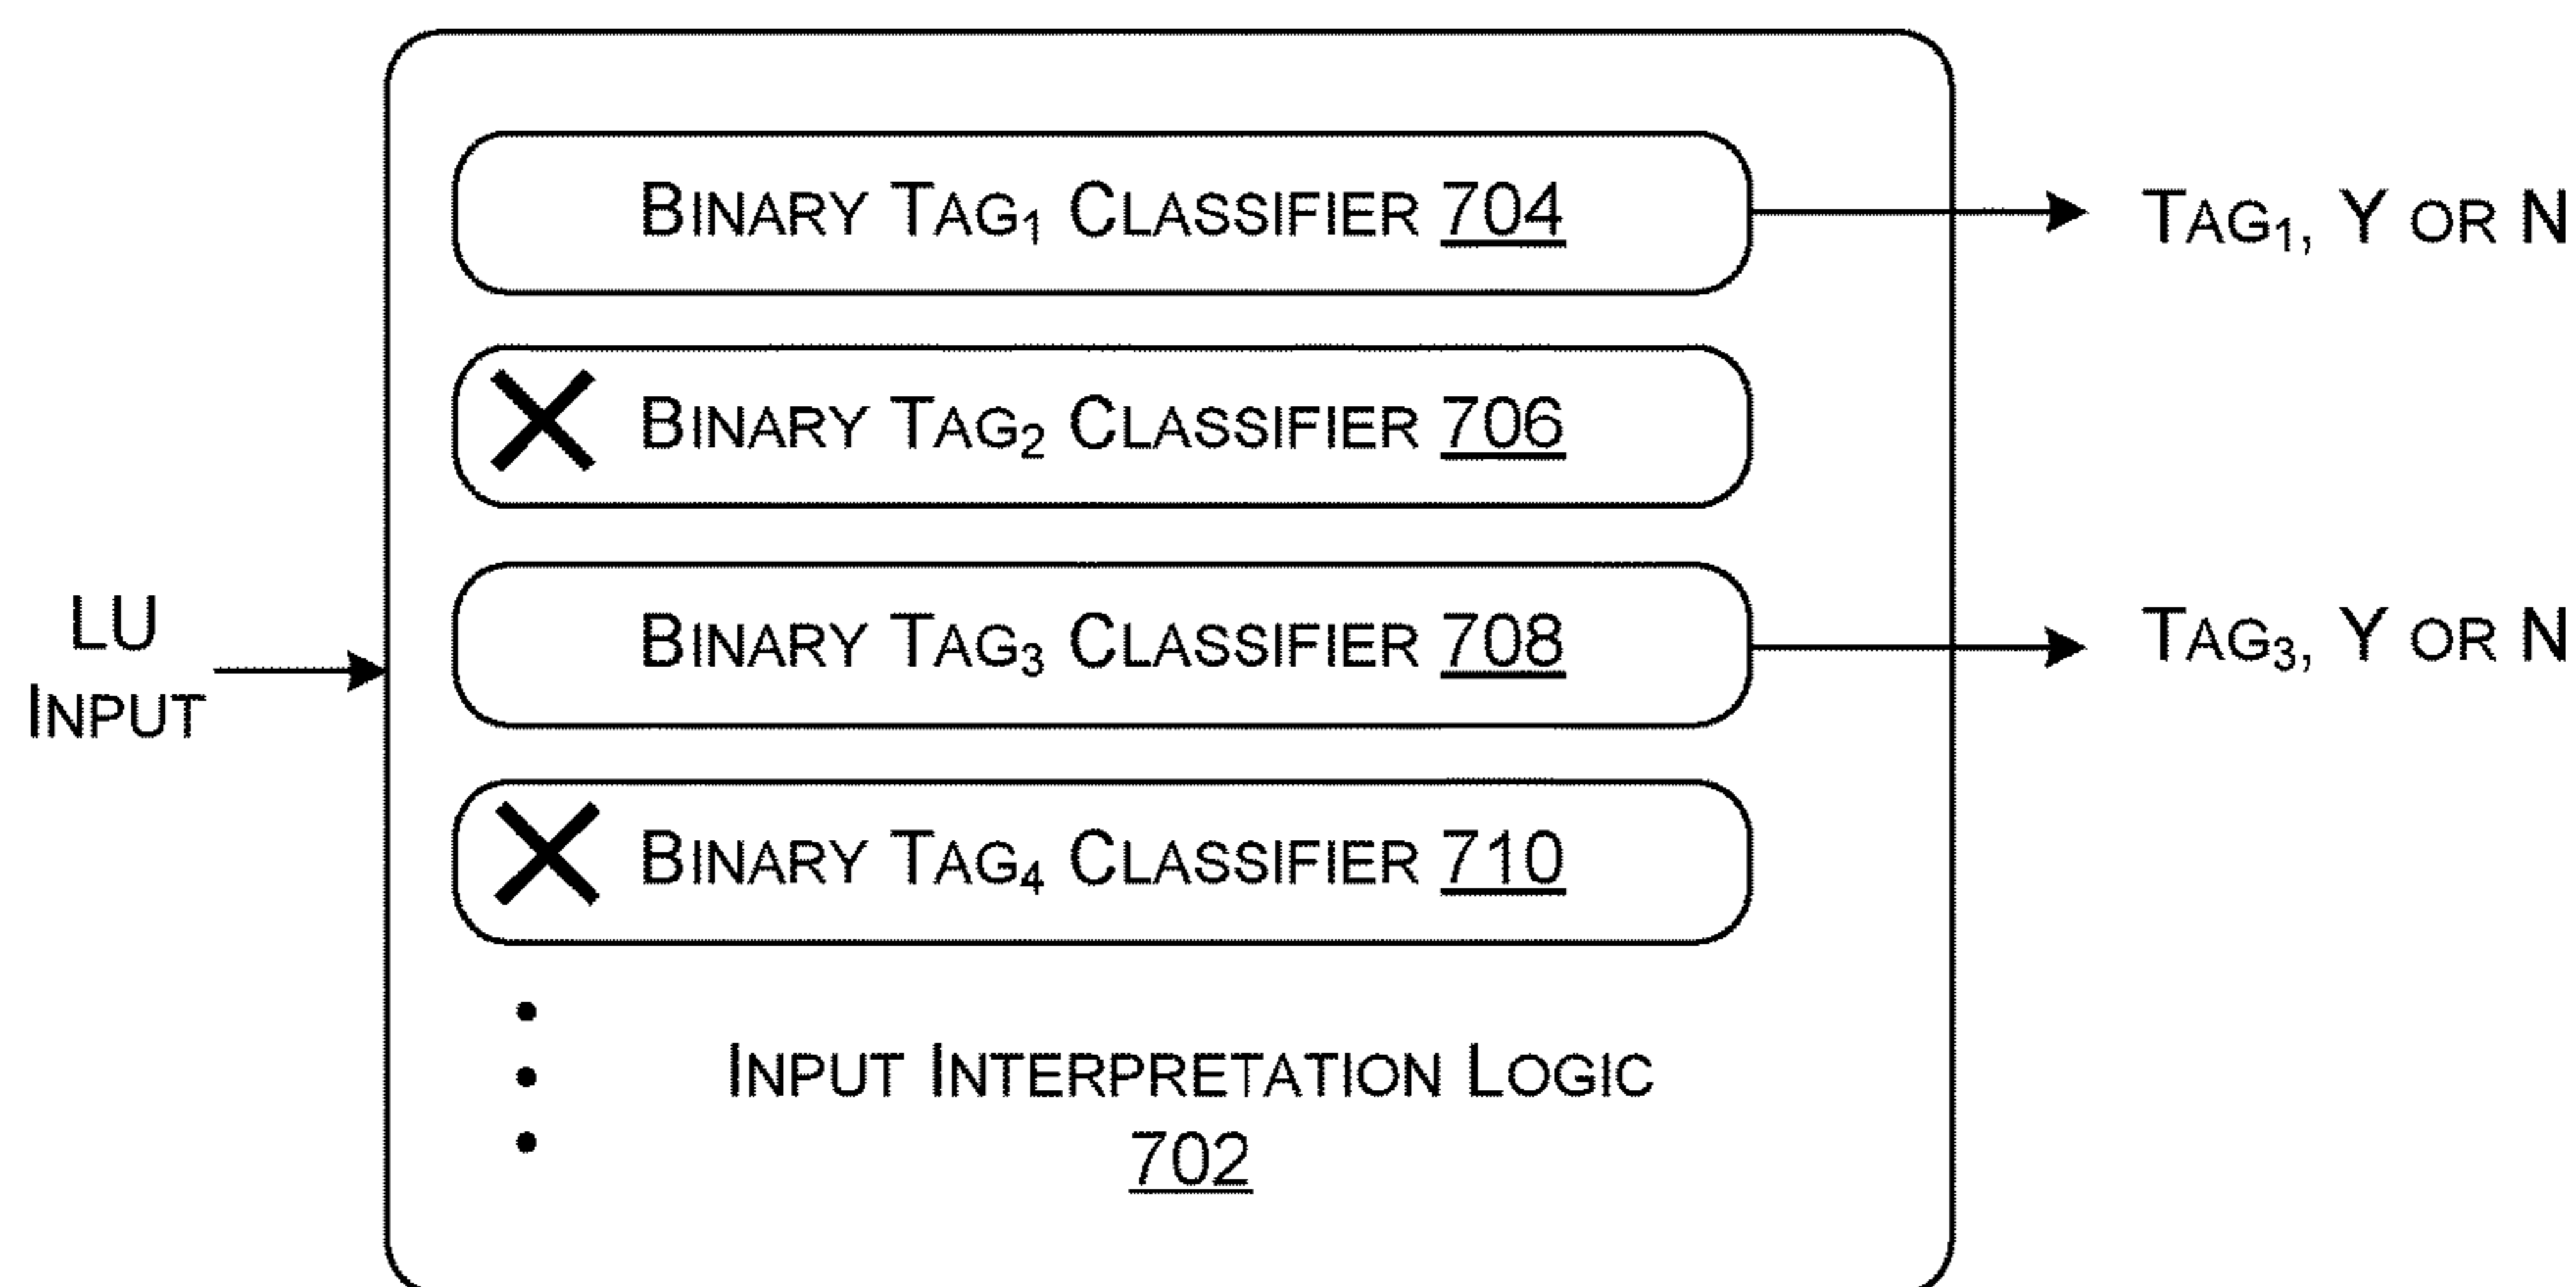 BINARY TAG₁ CLASSIFIER 704
TAG₁, Y OR N
BINARY TAG₂ CLASSIFIER 706
LU
INPUT
BINARY TAG₃ CLASSIFIER 708
TAG₃, Y OR N
BINARY TAG₄ CLASSIFIER 710
INPUT INTERPRETATION LOGIC
702